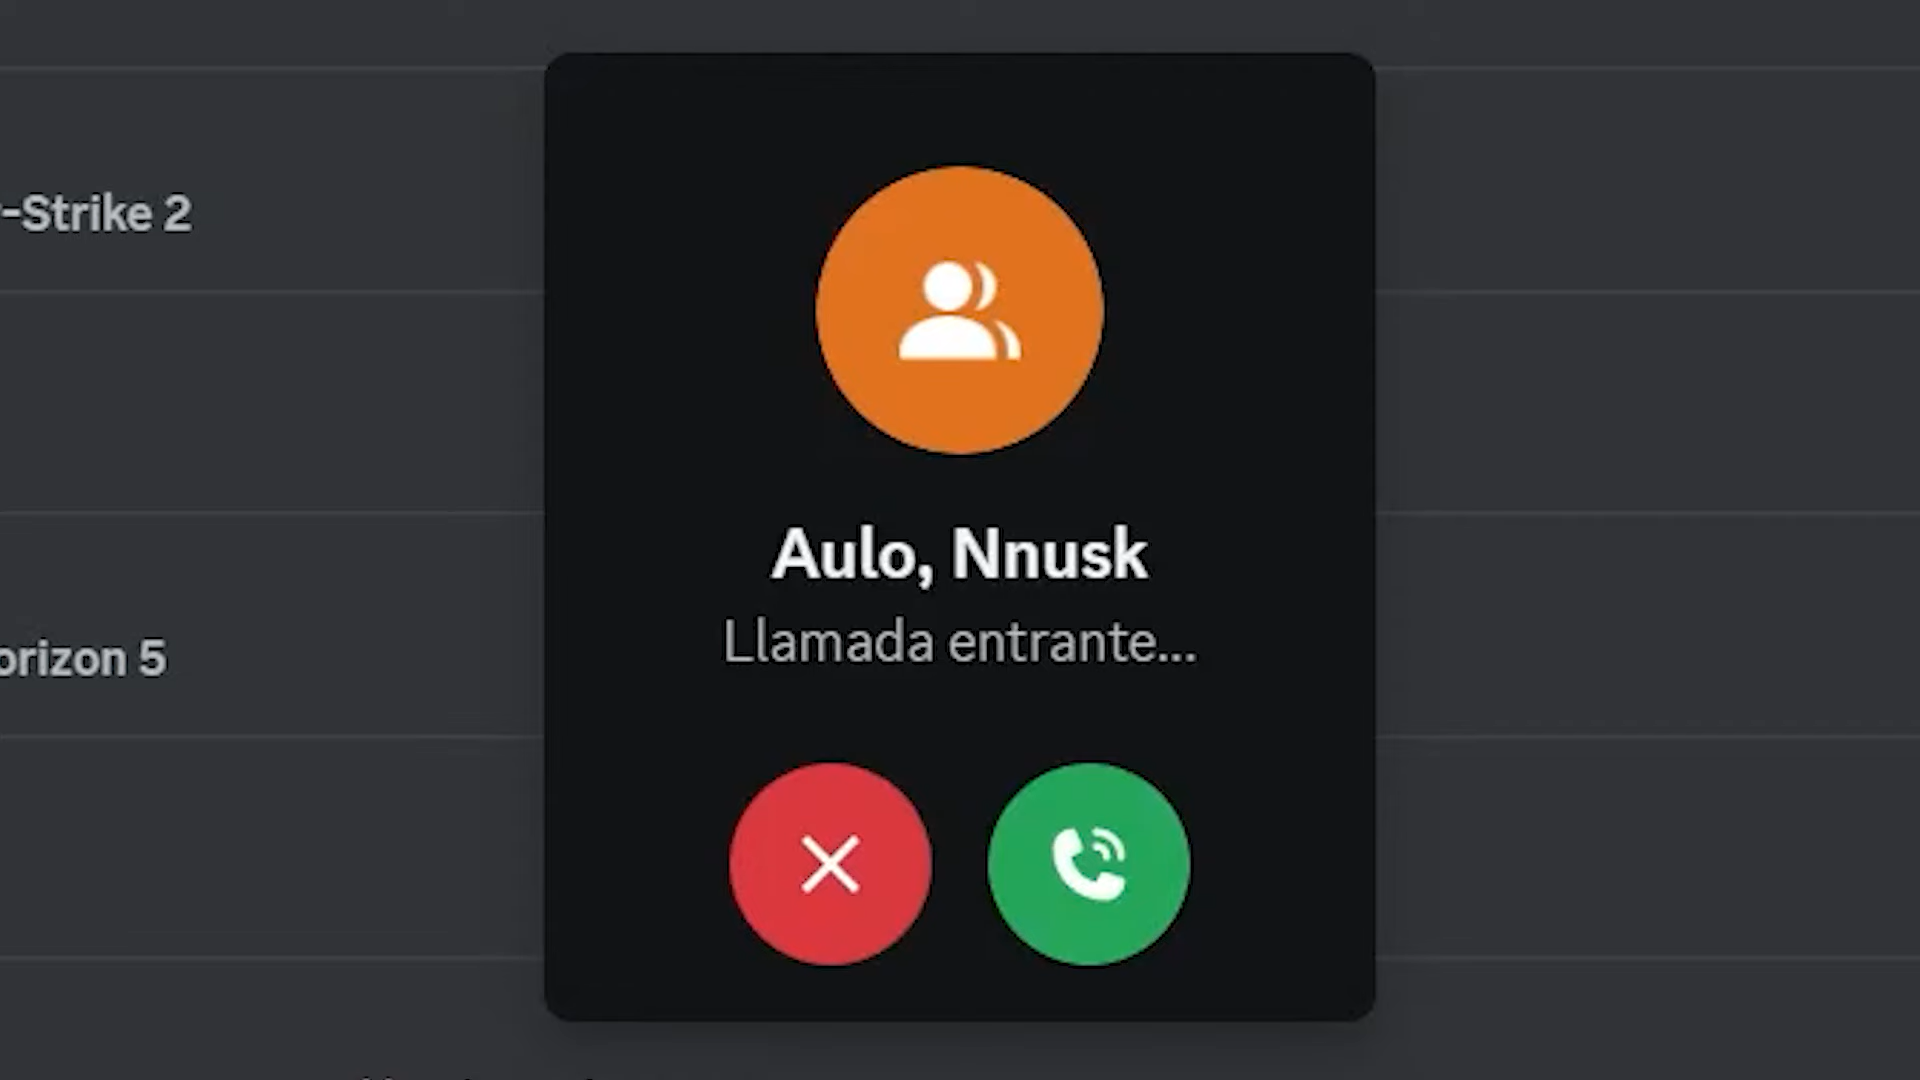 -Strike 2
Aulo, Nnusk
Llamada entrante...
orizon 5